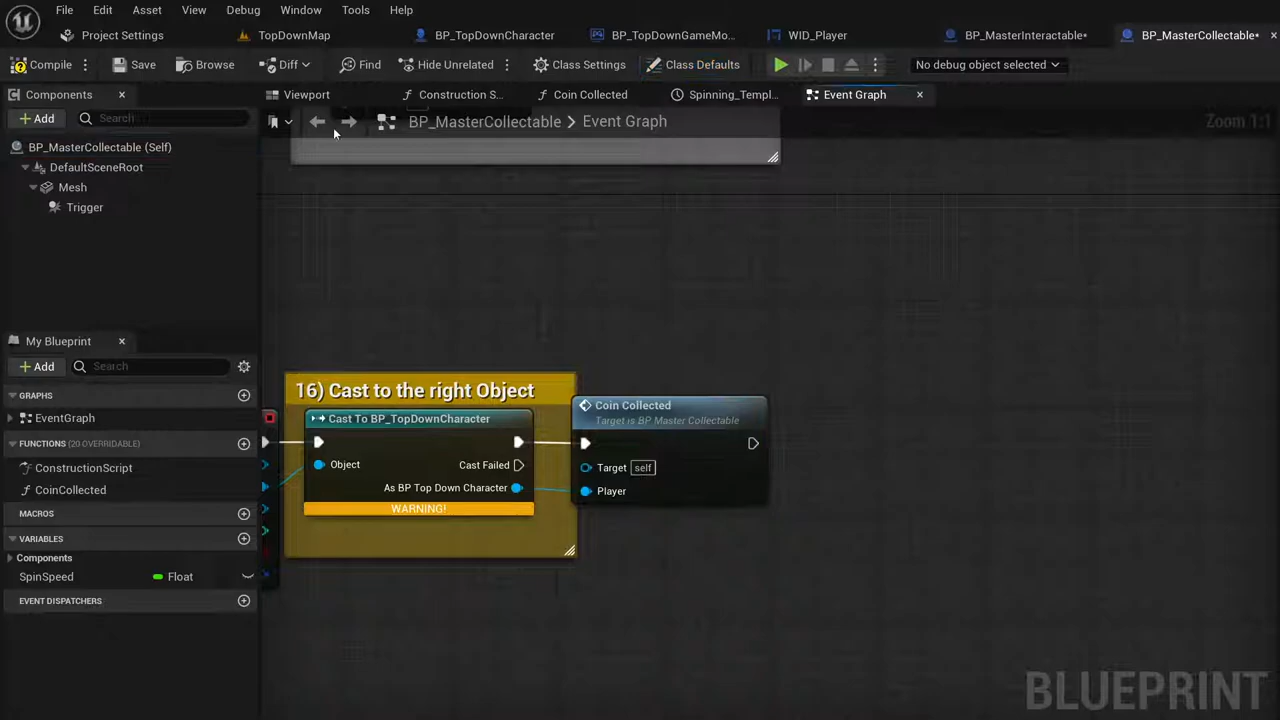 File Edit Asset View Debug Window Tools Help
Project Settings TopDownMap BP_TopDownCharacter BP_TopDownGameMo... WID_Player BP_MasterInteractable* BP_MasterCollectable*
Compile Save Browse Diff Find Hide Unrelated Class Settings Class Defaults No debug object selected
Components Viewport Construction S... Coin Collected Spinning_Templ... Event Graph
+ Add Search BP_MasterCollectable > Event Graph Zoom 1:1
BP_MasterCollectable (Self)
DefaultSceneRoot
Mesh
Trigger
My Blueprint
+ Add Search
GRAPHS
EventGraph
FUNCTIONS (20 OVERRIDABLE)
ConstructionScript
CoinCollected
MACROS
VARIABLES
Components
SpinSpeed Float
EVENT DISPATCHERS
16) Cast to the right Object
Cast To BP_TopDownCharacter
Object
Cast Failed
As BP Top Down Character
WARNING!
Coin Collected
Target is BP Master Collectable
Target self
Player
BLUEPRINT